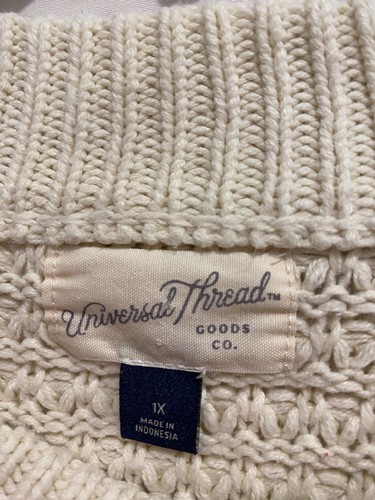 Universal Thread™
GOODS
CO.
1X
MADE IN
INDONESIA